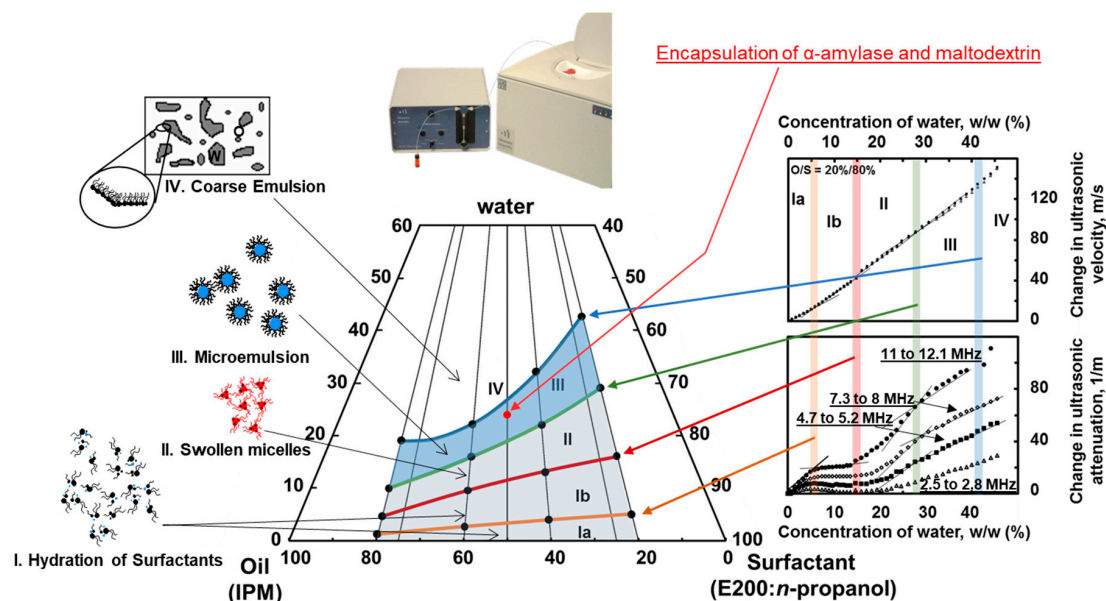 Encapsulation of α-amylase and maltodextrin
Concentration of water, w/w (%)
0 15 30 40
O/S = 20%/80%
Ia
Ib
II
III
IV
120
80
40
0
Change in ultrasonic
velocity, m/s
W
IV. Coarse Emulsion
III. Microemulsion
II. Swollen micelles
I. Hydration of Surfactants
water
60
50
40
30
20
10
0
40
60
70
80
90
100
IV
III
II
Ib
Ia
100 80 60 40 20
Oil
(IPM)
Surfactant
(E200:n-propanol)
11 to 12.1 MHz
7.3 to 8 MHz
4.7 to 5.2 MHz
2.5 to 2.8 MHz
80
40
0
Change in ultrasonic
attenuation, 1/m
0 10 20 30 40
Concentration of water, w/w (%)